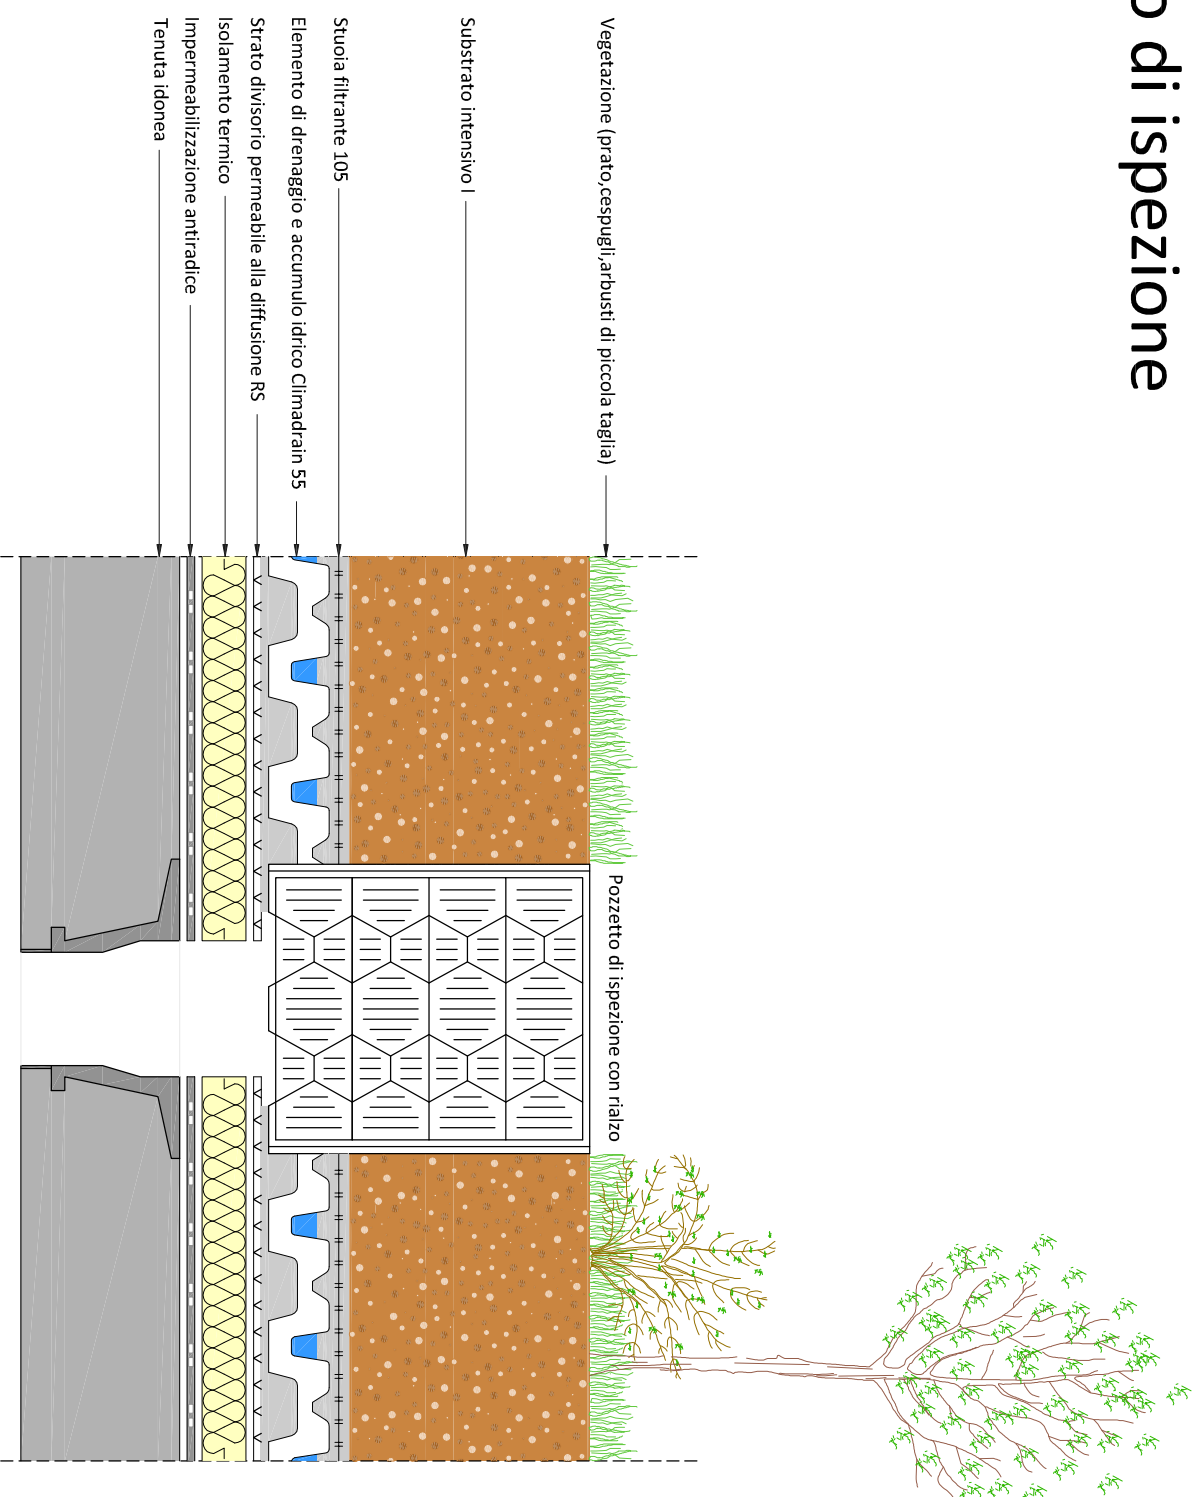 o di ispezione
Vegetazione (prato,cespugli,arbusti di piccola taglia)
Substrato intensivo I
Stuoia filtrante 105
Elemento di drenaggio e accumulo idrico Climadrain 55
Strato divisorio permeabile alla diffusione RS
Isolamento termico
Impermeabilizzazione antiradice
Tenuta idonea
Pozzetto di ispezione con rialzo